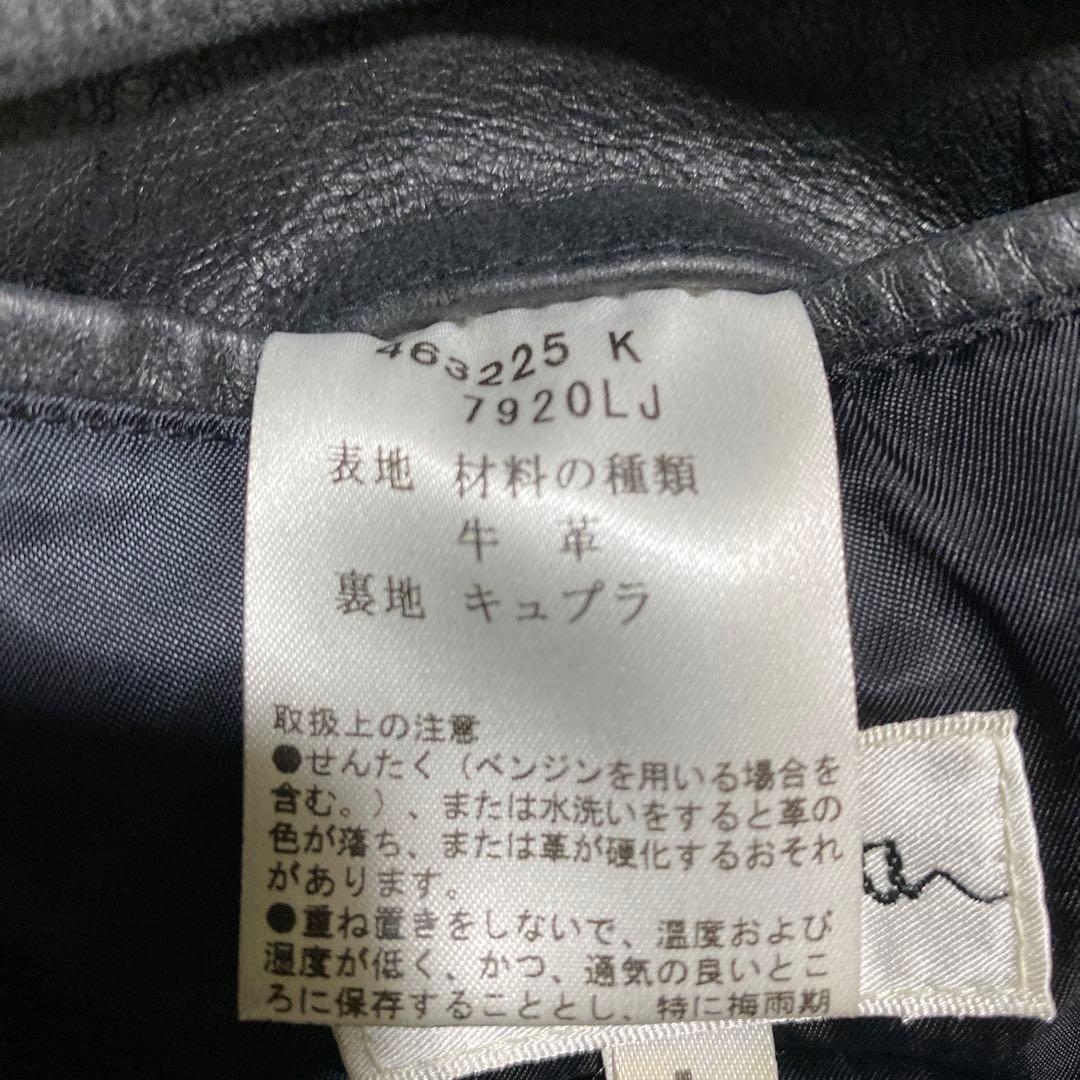 463225 K
7920LJ
表地 材料の種類
牛 革
裏地 キュプラ
取扱上の注意
●せんたく（ベンジンを用いる場合を
含む。）、または水洗いをすると革の
色が落ち、または革が硬化するおそれ
があります。
●重ね置きをしないで、温度および
湿度が低く、かつ、通気の良いとこ
ろに保存することとし、特に梅雨期